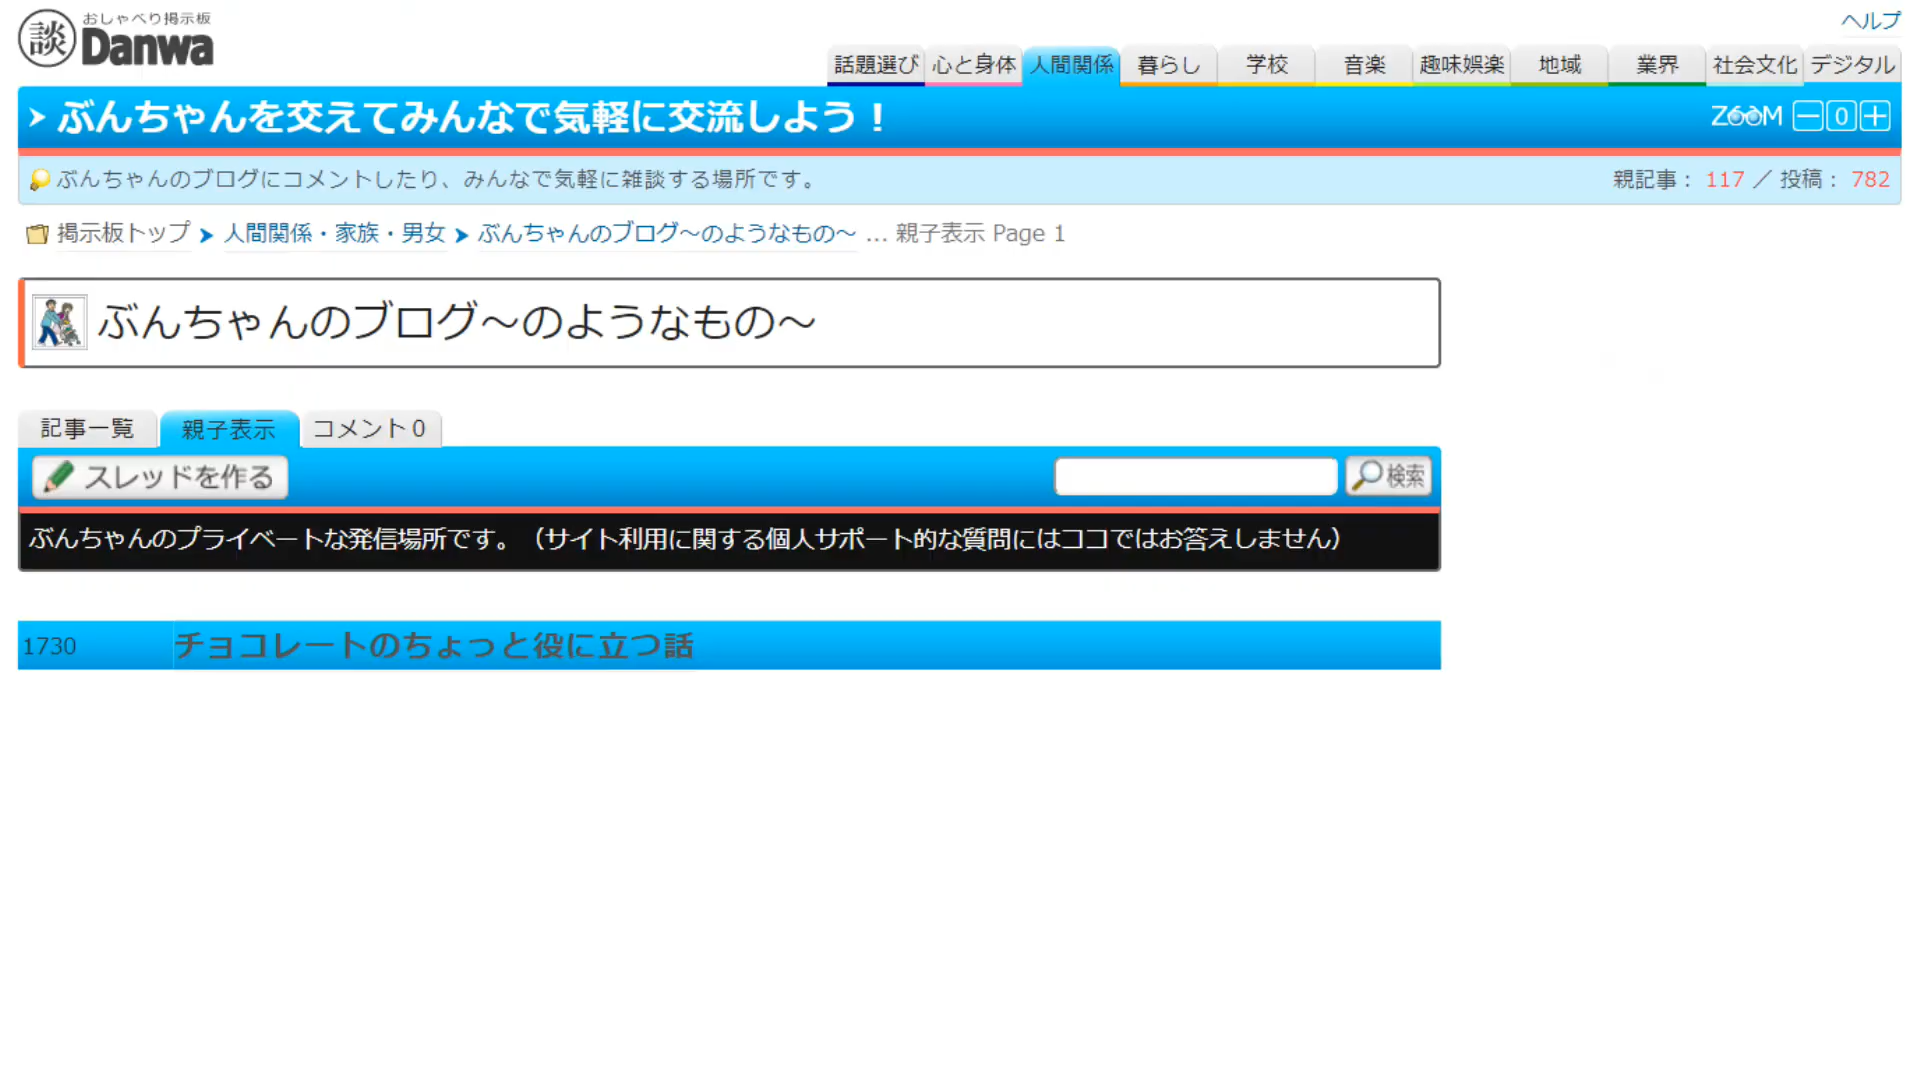 談 おしゃべり掲示板
Danwa
ヘルプ
話題選び 心と身体 人間関係 暮らし 学校 音楽 趣味娯楽 地域 業界 社会文化 デジタル
ぶんちゃんを交えてみんなで気軽に交流しよう！
ZOOM － 0 ＋
ぶんちゃんのブログにコメントしたり、みんなで気軽に雑談する場所です。
親記事： 117 ／ 投稿： 782
掲示板トップ 人間関係・家族・男女 ぶんちゃんのブログ～のようなもの～ … 親子表示 Page 1
ぶんちゃんのブログ～のようなもの～
記事一覧 親子表示 コメント0
スレッドを作る
検索
ぶんちゃんのプライベートな発信場所です。（サイト利用に関する個人サポート的な質問にはココではお答えしません）
1730 チョコレートのちょっと役に立つ話